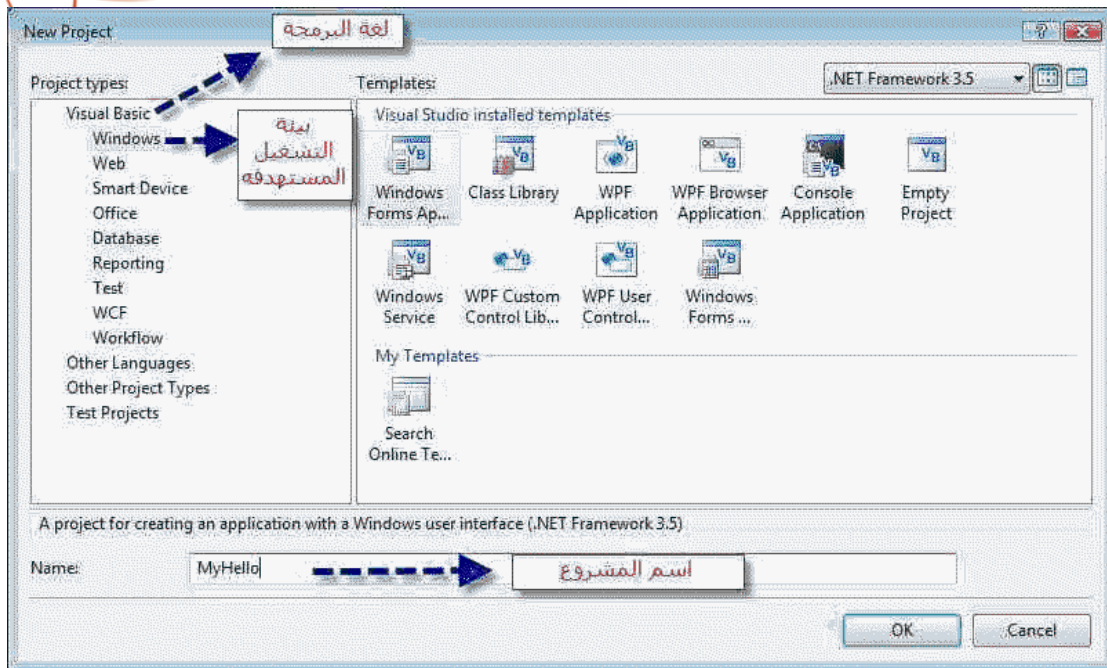 New Project
لغة البرمجة
Project types:
Templates:
.NET Framework 3.5
Visual Basic
Windows
Web
Smart Device
Office
Database
Reporting
Test
WCF
Workflow
Other Languages
Other Project Types
Test Projects
بيئة
التشغيل
المستهدفه
Visual Studio installed templates
Windows
Forms Ap...
Class Library
WPF
Application
WPF Browser
Application
Console
Application
Empty
Project
Windows
Service
WPF Custom
Control Lib...
WPF User
Control...
Windows
Forms ...
My Templates
Search
Online Te...
A project for creating an application with a Windows user interface (.NET Framework 3.5)
Name:
MyHello
اسم المشروع
OK
Cancel